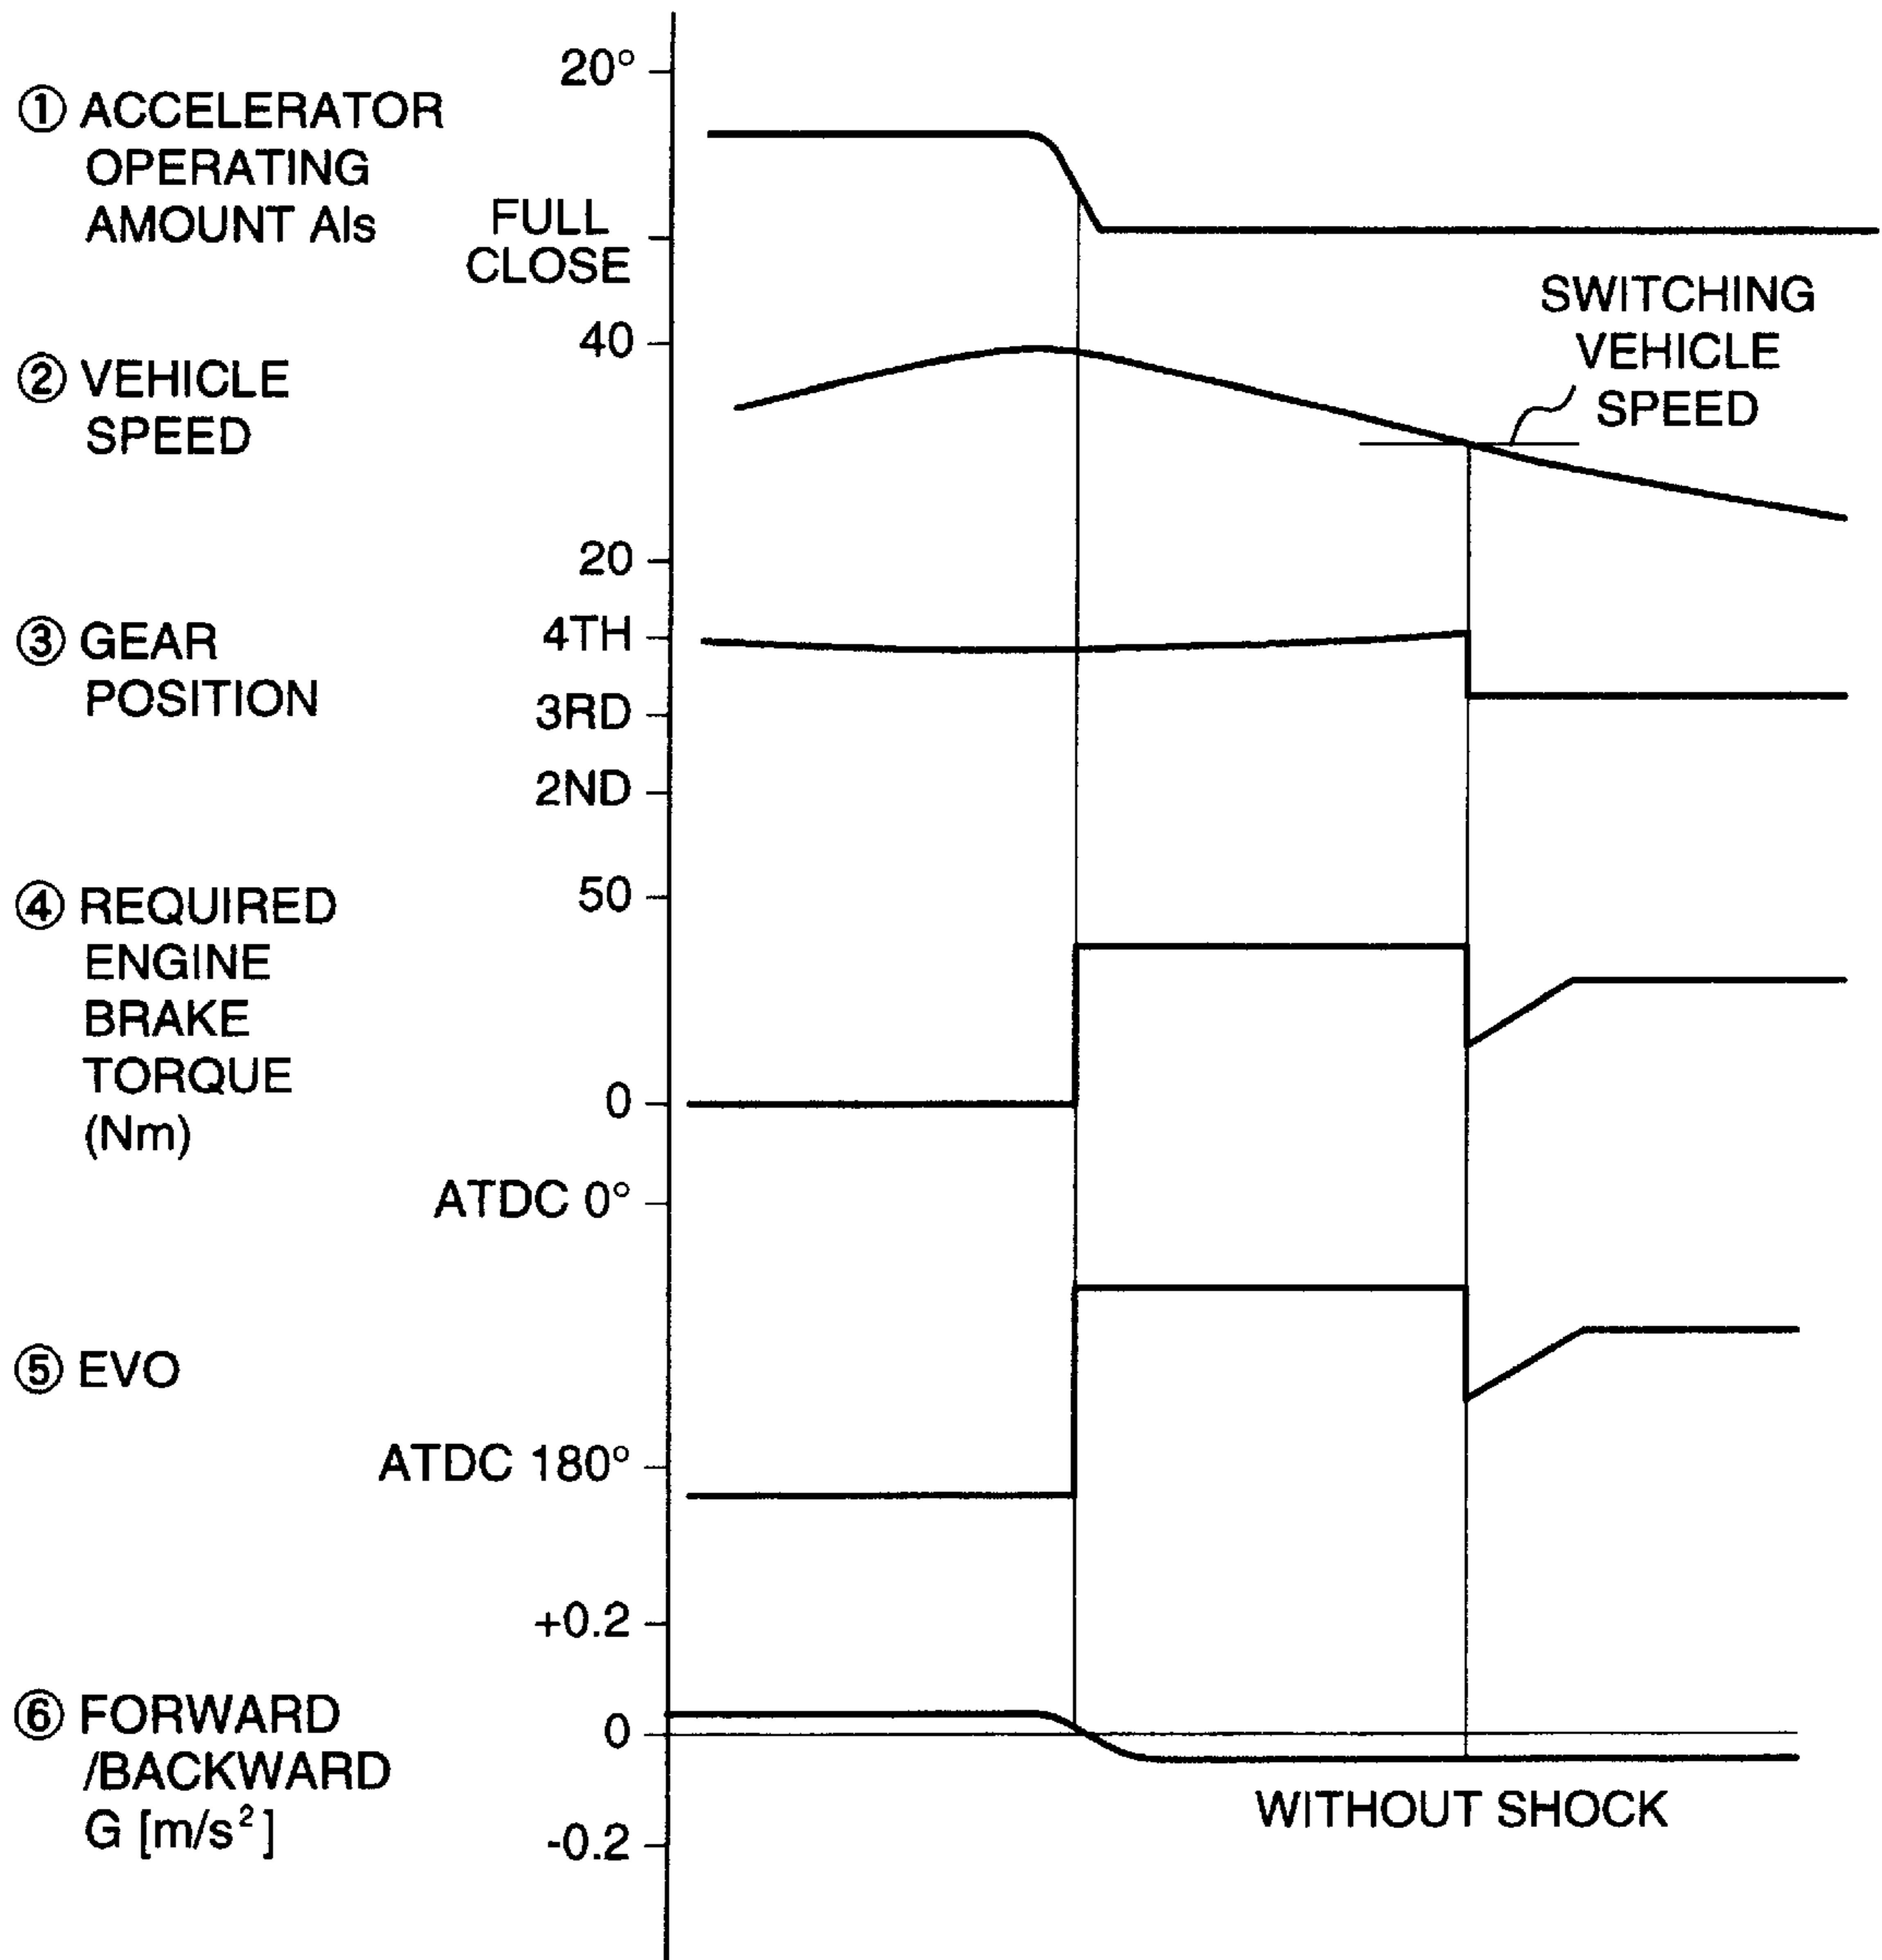 20°
① ACCELERATOR
OPERATING
AMOUNT Als
FULL
CLOSE
SWITCHING
VEHICLE
SPEED
40
② VEHICLE
SPEED
20
③ GEAR
POSITION
4TH
3RD
2ND
④ REQUIRED
ENGINE
BRAKE
TORQUE
(Nm)
50
0
ATDC 0°
⑤ EVO
ATDC 180°
+0.2
⑥ FORWARD
/BACKWARD
G [m/s²]
0
-0.2
WITHOUT SHOCK